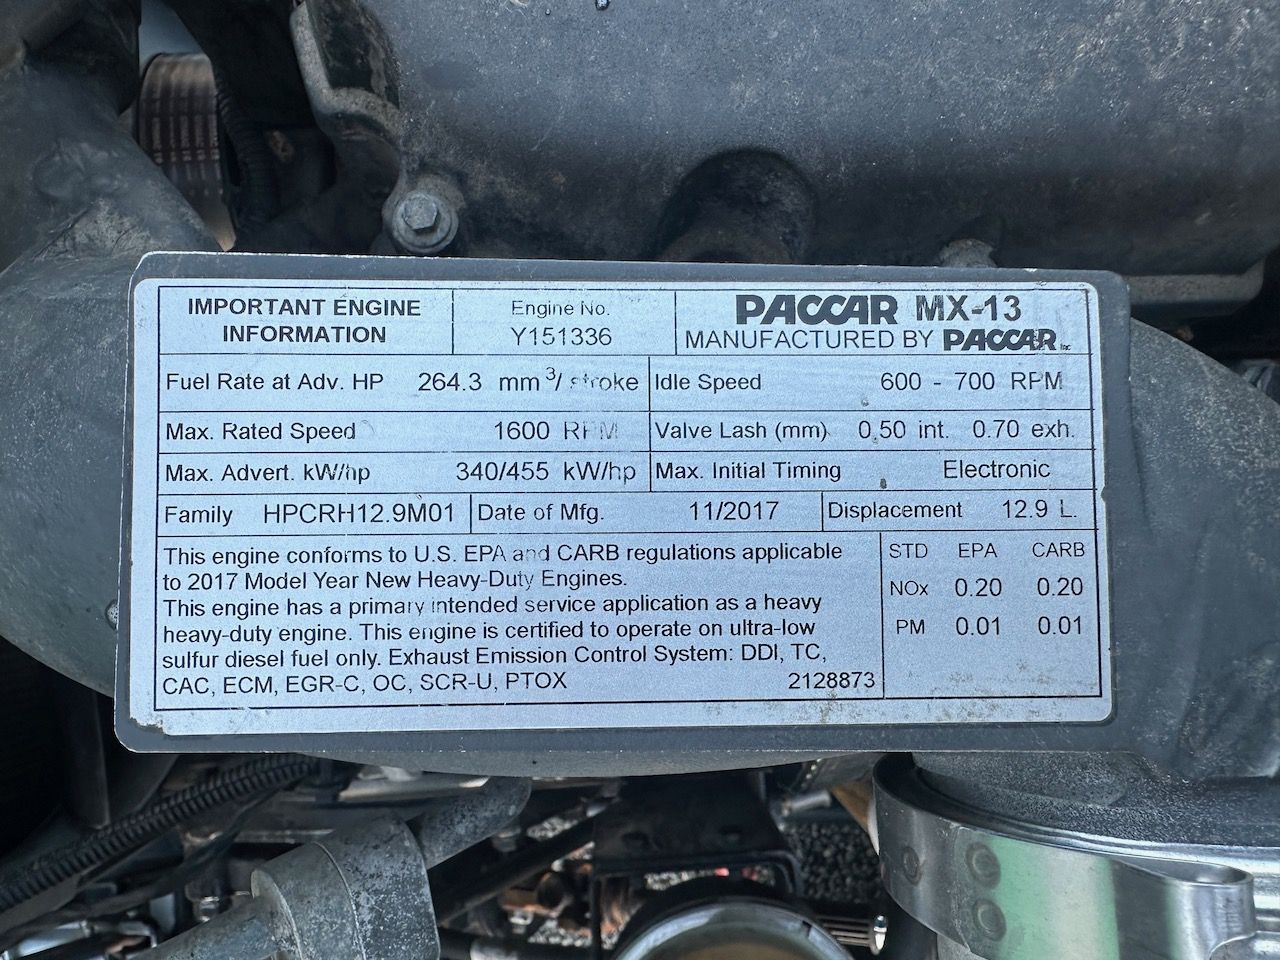 IMPORTANT ENGINE
INFORMATION
Engine No.
Y151336
PACCAR MX-13
MANUFACTURED BY PACCAR Inc
Fuel Rate at Adv. HP 264.3 mm³/ stroke
Idle Speed 600 - 700 RPM
Max. Rated Speed 1600 RPM
Valve Lash (mm) 0.50 int. 0.70 exh.
Max. Advert. kW/hp 340/455 kW/hp
Max. Initial Timing Electronic
Family HPCRH12.9M01
Date of Mfg. 11/2017
Displacement 12.9 L.
This engine conforms to U.S. EPA and CARB regulations applicable
to 2017 Model Year New Heavy-Duty Engines.
This engine has a primary intended service application as a heavy
heavy-duty engine. This engine is certified to operate on ultra-low
sulfur diesel fuel only. Exhaust Emission Control System: DDI, TC,
CAC, ECM, EGR-C, OC, SCR-U, PTOX 2128873
STD EPA CARB
NOx 0.20 0.20
PM 0.01 0.01